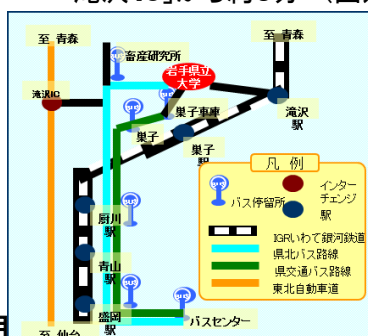 「滝沢IC」から約5分
至 青森
至 青森
畜産研究所
岩手県立
大学
滝沢IC
巣子車庫
滝沢
駅
巣子
巣子
駅
凡 例
バス停留所
インター
チェンジ
駅
厨川
駅
IGRいわて銀河鉄道
県北バス路線
青山
駅
県交通バス路線
東北自動車道
盛岡
駅
バスセンター
至 仙台